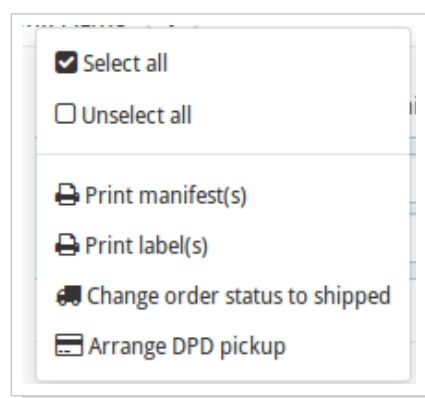 Select all
Unselect all
Print manifest(s)
Print label(s)
Change order status to shipped
Arrange DPD pickup